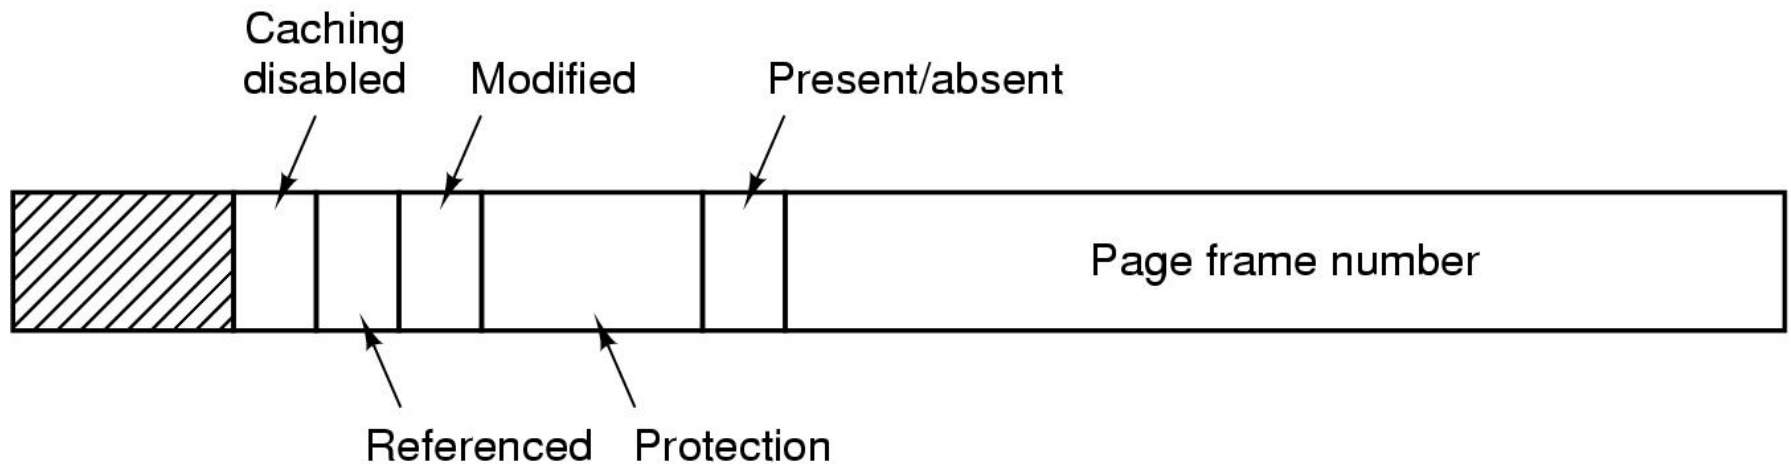 Caching
disabled
Modified
Present/absent
Page frame number
Referenced
Protection